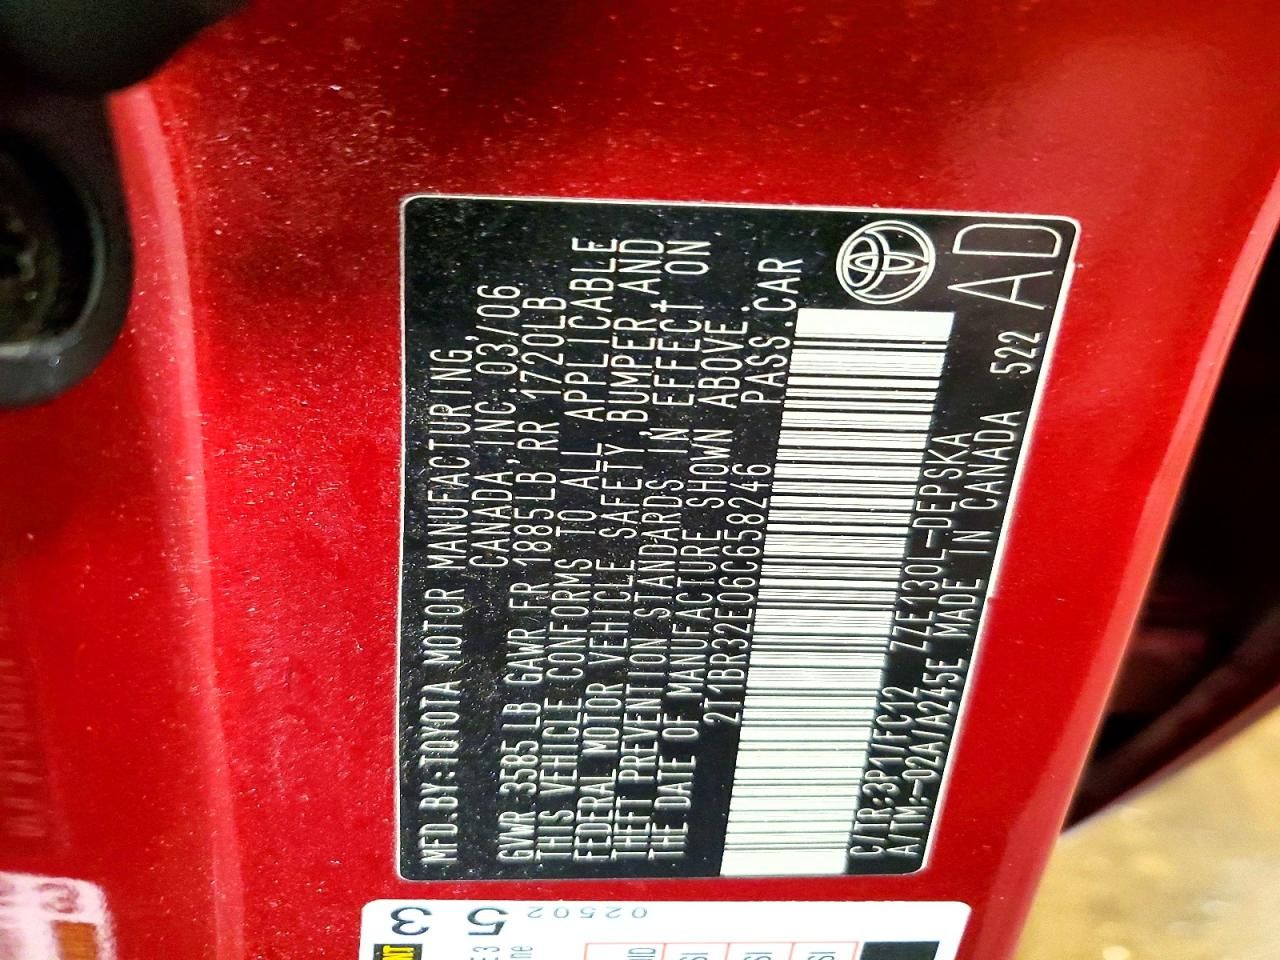 MFD.BY:TOYOTA MOTOR MANUFACTURING,
CANADA,INC.03/06
GVWR 3585LB GAWR FR 1885LB RR 1720LB
THIS VEHICLE CONFORMS TO ALL APPLICABLE
FEDERAL MOTOR VEHICLE SAFETY,BUMPER,AND
THEFT PREVENTION STANDARDS IN EFFECT ON
THE DATE OF MANUFACTURE SHOWN ABOVE.
2T1BR32E06C658246 PASS.CAR
C/TR:3P1/FC12 ZZE130L-DEPSKA
A/TM:-02A/A245E MADE IN CANADA 522
AD
3
5
02502